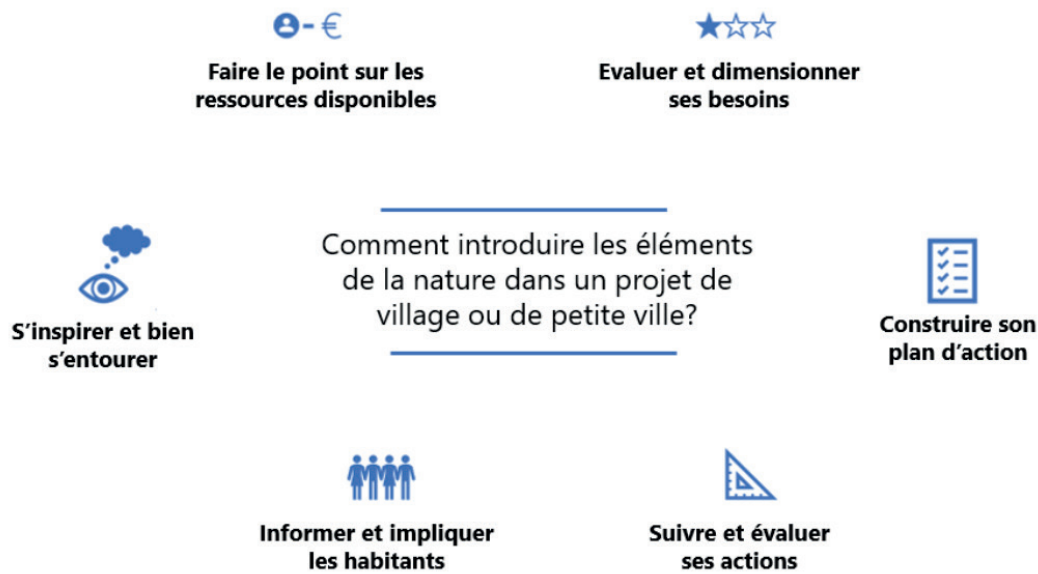 Faire le point sur les
ressources disponibles
Evaluer et dimensionner
ses besoins
Comment introduire les éléments
de la nature dans un projet de
village ou de petite ville?
S'inspirer et bien
s'entourer
Construire son
plan d'action
Informer et impliquer
les habitants
Suivre et évaluer
ses actions